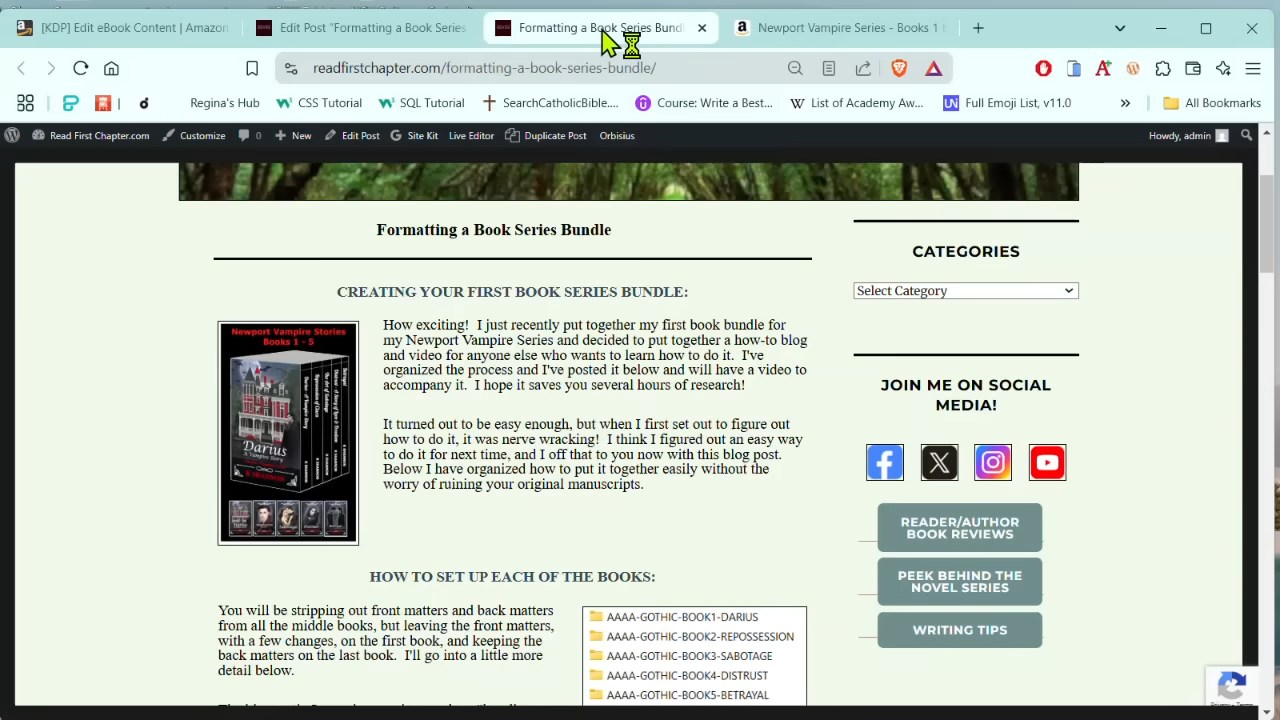 [KDP] Edit eBook Content | Amazon
Edit Post "Formatting a Book Series
Formatting a Book Series Bundl
Newport Vampire Series - Books 1
readfirstchapter.com/formatting-a-book-series-bundle/
Regina's Hub
CSS Tutorial
SQL Tutorial
SearchCatholicBible....
Course: Write a Best...
List of Academy Aw...
Full Emoji List, v11.0
All Bookmarks
Read First Chapter.com
Customize
0
New
Edit Post
Site Kit
Live Editor
Duplicate Post
Orbisius
Howdy, admin
Formatting a Book Series Bundle
CREATING YOUR FIRST BOOK SERIES BUNDLE:
Newport Vampire Stories
Books 1 - 5
Darius
A Vampire Story
How exciting!  I just recently put together my first book bundle for
my Newport Vampire Series and decided to put together a how-to blog
and video for anyone else who wants to learn how to do it.  I've
organized the process and I've posted it below and will have a video to
accompany it.  I hope it saves you several hours of research!
It turned out to be easy enough, but when I first set out to figure out
how to do it, it was nerve wracking!  I think I figured out an easy way
to do it for next time, and I off that to you now with this blog post.
Below I have organized how to put it together easily without the
worry of ruining your original manuscripts.
HOW TO SET UP EACH OF THE BOOKS:
You will be stripping out front matters and back matters
from all the middle books, but leaving the front matters,
with a few changes, on the first book, and keeping the
back matters on the last book.  I'll go into a little more
detail below.
AAAA-GOTHIC-BOOK1-DARIUS
AAAA-GOTHIC-BOOK2-REPOSSESSION
AAAA-GOTHIC-BOOK3-SABOTAGE
AAAA-GOTHIC-BOOK4-DISTRUST
AAAA-GOTHIC-BOOK5-BETRAYAL
CATEGORIES
Select Category
JOIN ME ON SOCIAL
MEDIA!
READER/AUTHOR
BOOK REVIEWS
PEEK BEHIND THE
NOVEL SERIES
WRITING TIPS